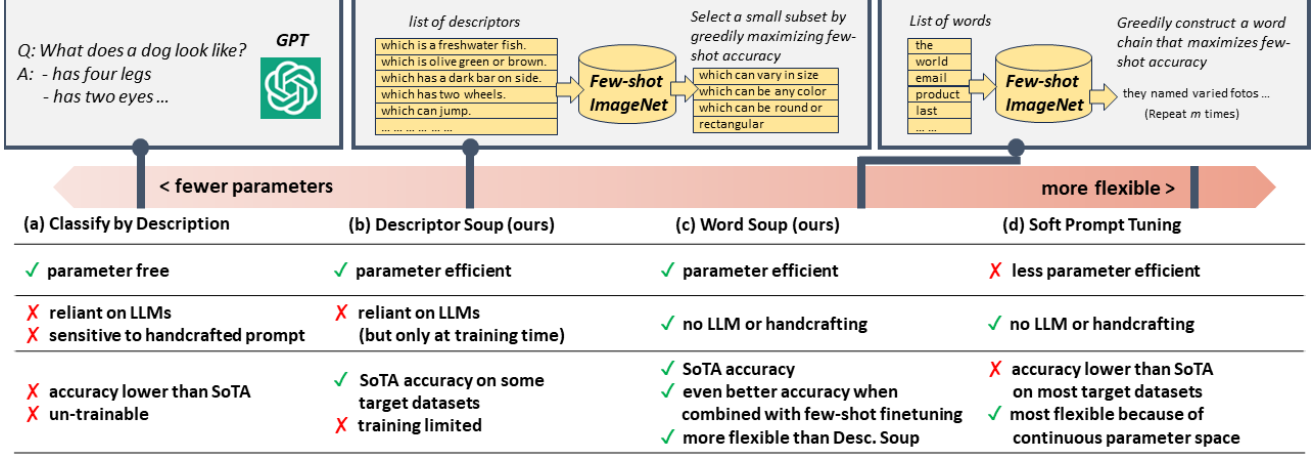 Q: What does a dog look like?
A: - has four legs
- has two eyes ...
GPT
list of descriptors
which is a freshwater fish.
which is olive green or brown.
which has a dark bar on side.
which has two wheels.
which can jump.
... ... ... ... ... ...
Few-shot
ImageNet
Select a small subset by
greedily maximizing few-
shot accuracy
which can vary in size
which can be any color
which can be round or
rectangular
List of words
the
world
email
product
last
... ...
Few-shot
ImageNet
Greedily construct a word
chain that maximizes few-
shot accuracy
they named varied fotos ...
(Repeat m times)
< fewer parameters
more flexible >
(a) Classify by Description
(b) Descriptor Soup (ours)
(c) Word Soup (ours)
(d) Soft Prompt Tuning
✓ parameter free
✓ parameter efficient
✓ parameter efficient
✗ less parameter efficient
✗ reliant on LLMs
✗ sensitive to handcrafted prompt
✗ reliant on LLMs
(but only at training time)
✓ no LLM or handcrafting
✓ no LLM or handcrafting
✗ accuracy lower than SoTA
✗ un-trainable
✓ SoTA accuracy on some
target datasets
✗ training limited
✓ SoTA accuracy
✓ even better accuracy when
combined with few-shot finetuning
✓ more flexible than Desc. Soup
✗ accuracy lower than SoTA
on most target datasets
✓ most flexible because of
continuous parameter space